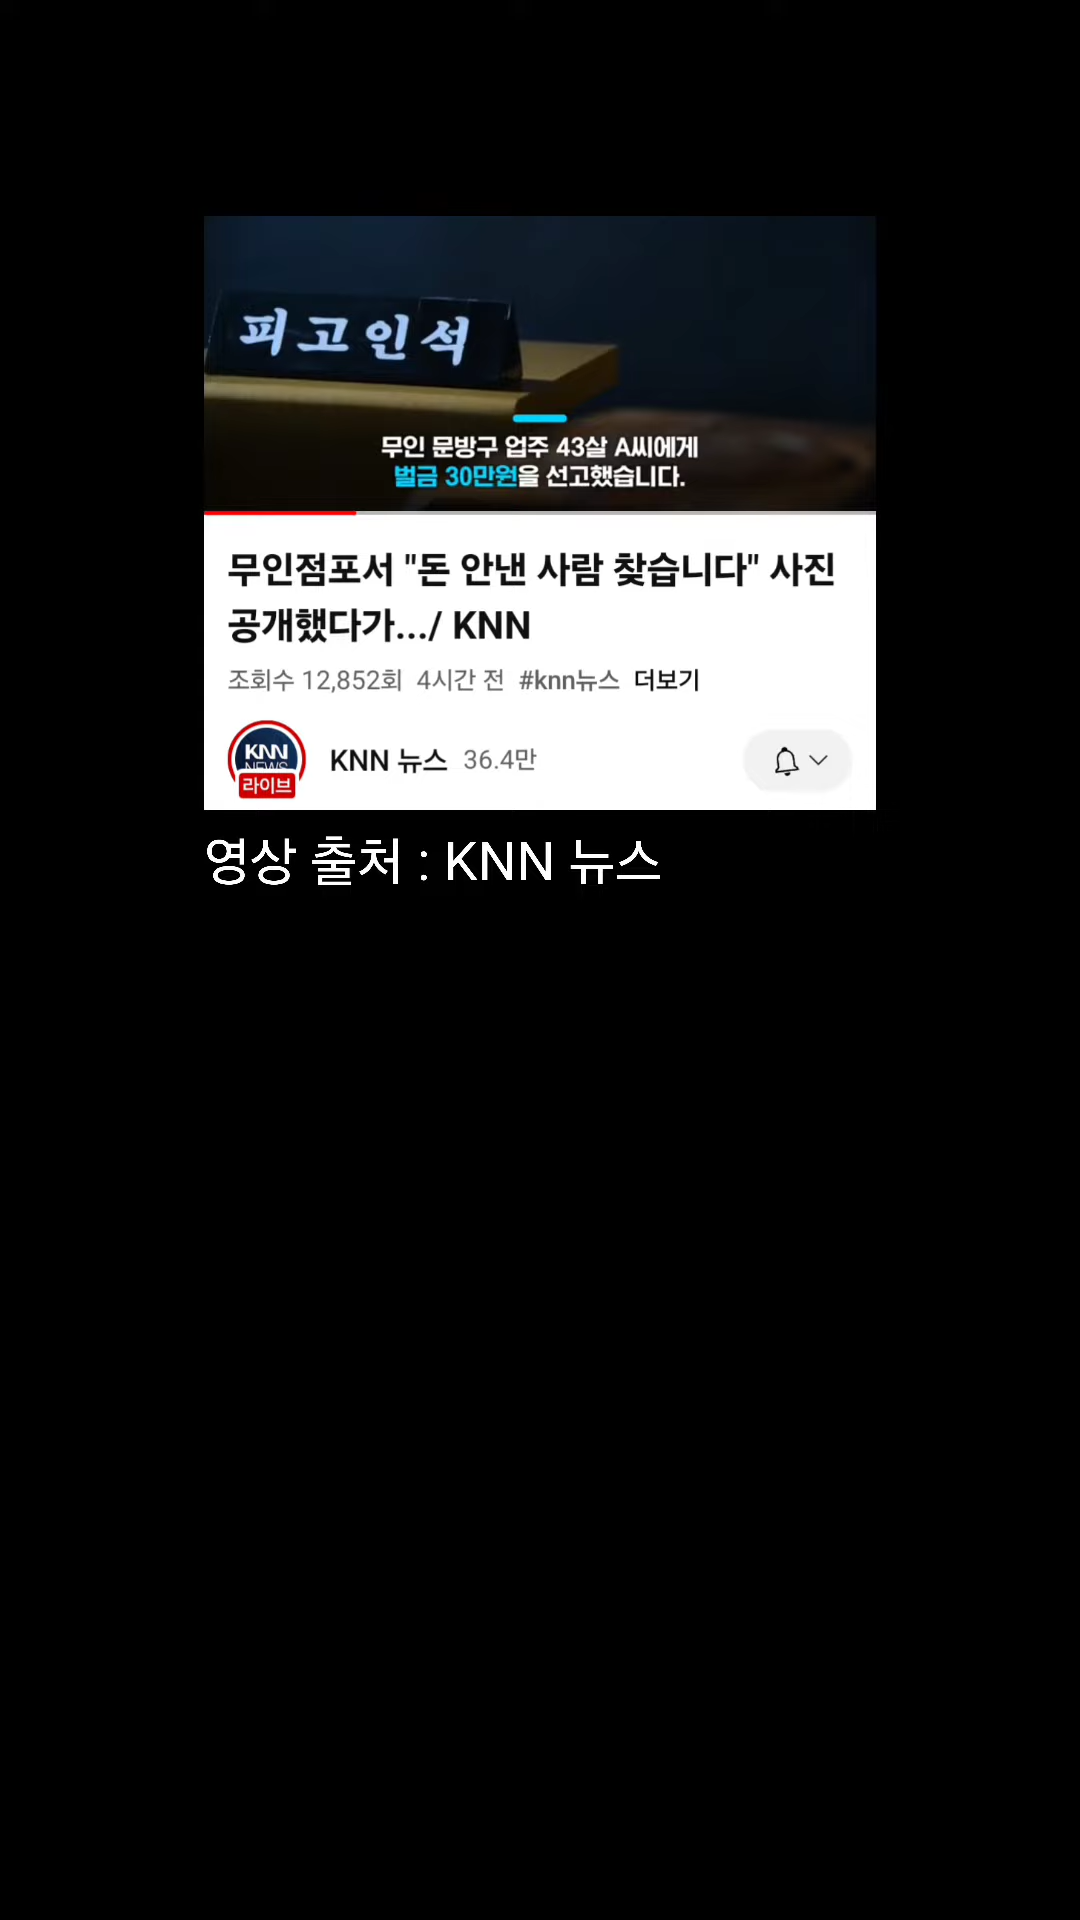 피고인석
무인 문방구 업주 43살 A씨에게
벌금 30만원을 선고했습니다.
무인점포서 "돈 안낸 사람 찾습니다" 사진
공개했다가.../ KNN
조회수 12,852회 4시간 전 #knn뉴스 더보기
KNN
NEWS
라이브
KNN 뉴스 36.4만
영상 출처 : KNN 뉴스